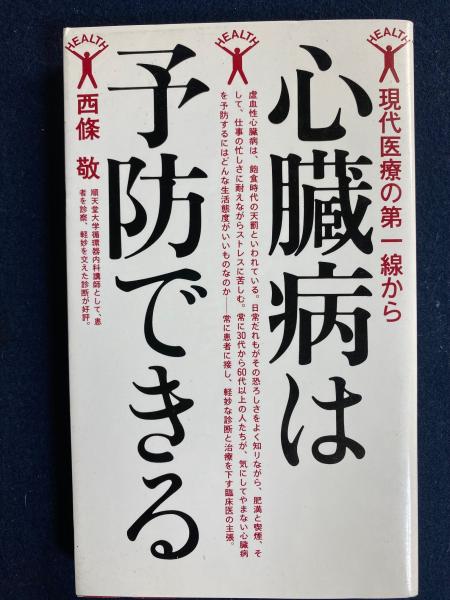 HEALTH
現代医療の第一線から
心臓病は
HEALTH
虚血性心臓病は、飽食時代の天罰といわれている。日常だれもがその恐ろしさをよく知りながら、肥満と喫煙、そ
して、仕事の忙しさに耐えながらストレスに苦しむ。常に30代から60代以上の人たちが、気にしてやまない心臓病
を予防するにはどんな生活態度がいいものなのか——常に患者に接し、軽妙な診断と治療を下す臨床医の主張。
予防できる
HEALTH
西條 敬
順天堂大学循環器内科講師として、患
者を診察、軽妙を交えた診断が好評。